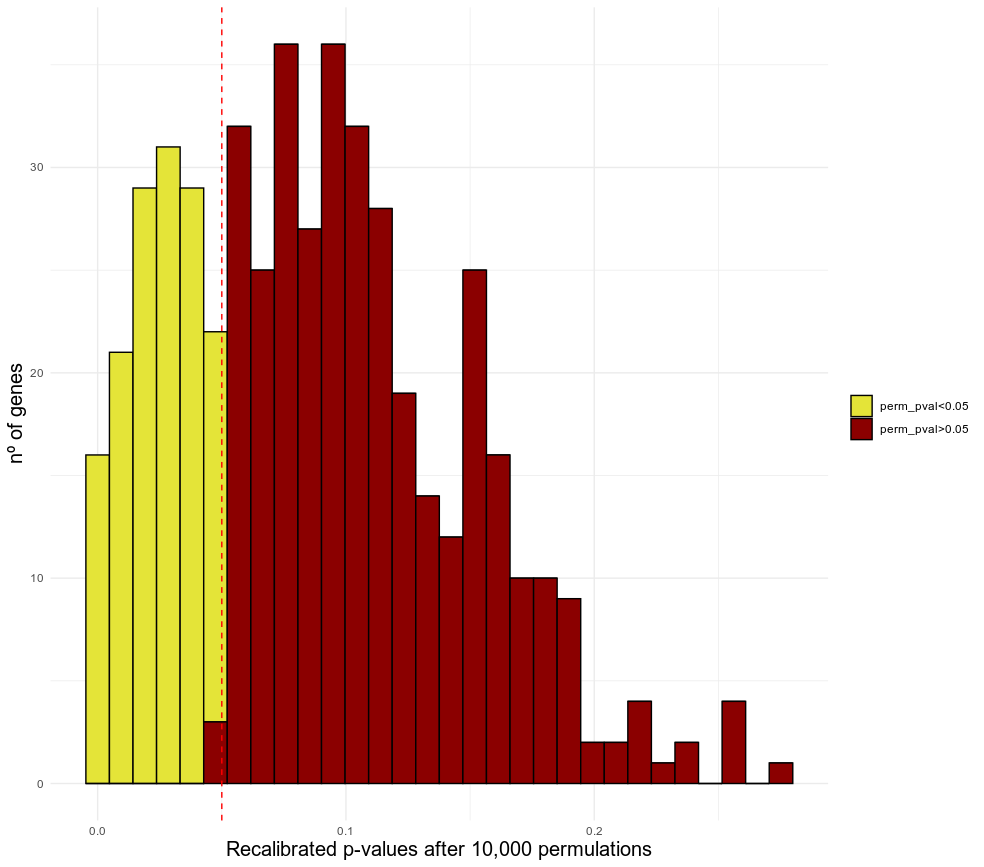 nº of genes
30
20
10
0
0.0
0.1
0.2
Recalibrated p-values after 10,000 permulations
perm_pval<0.05
perm_pval>0.05